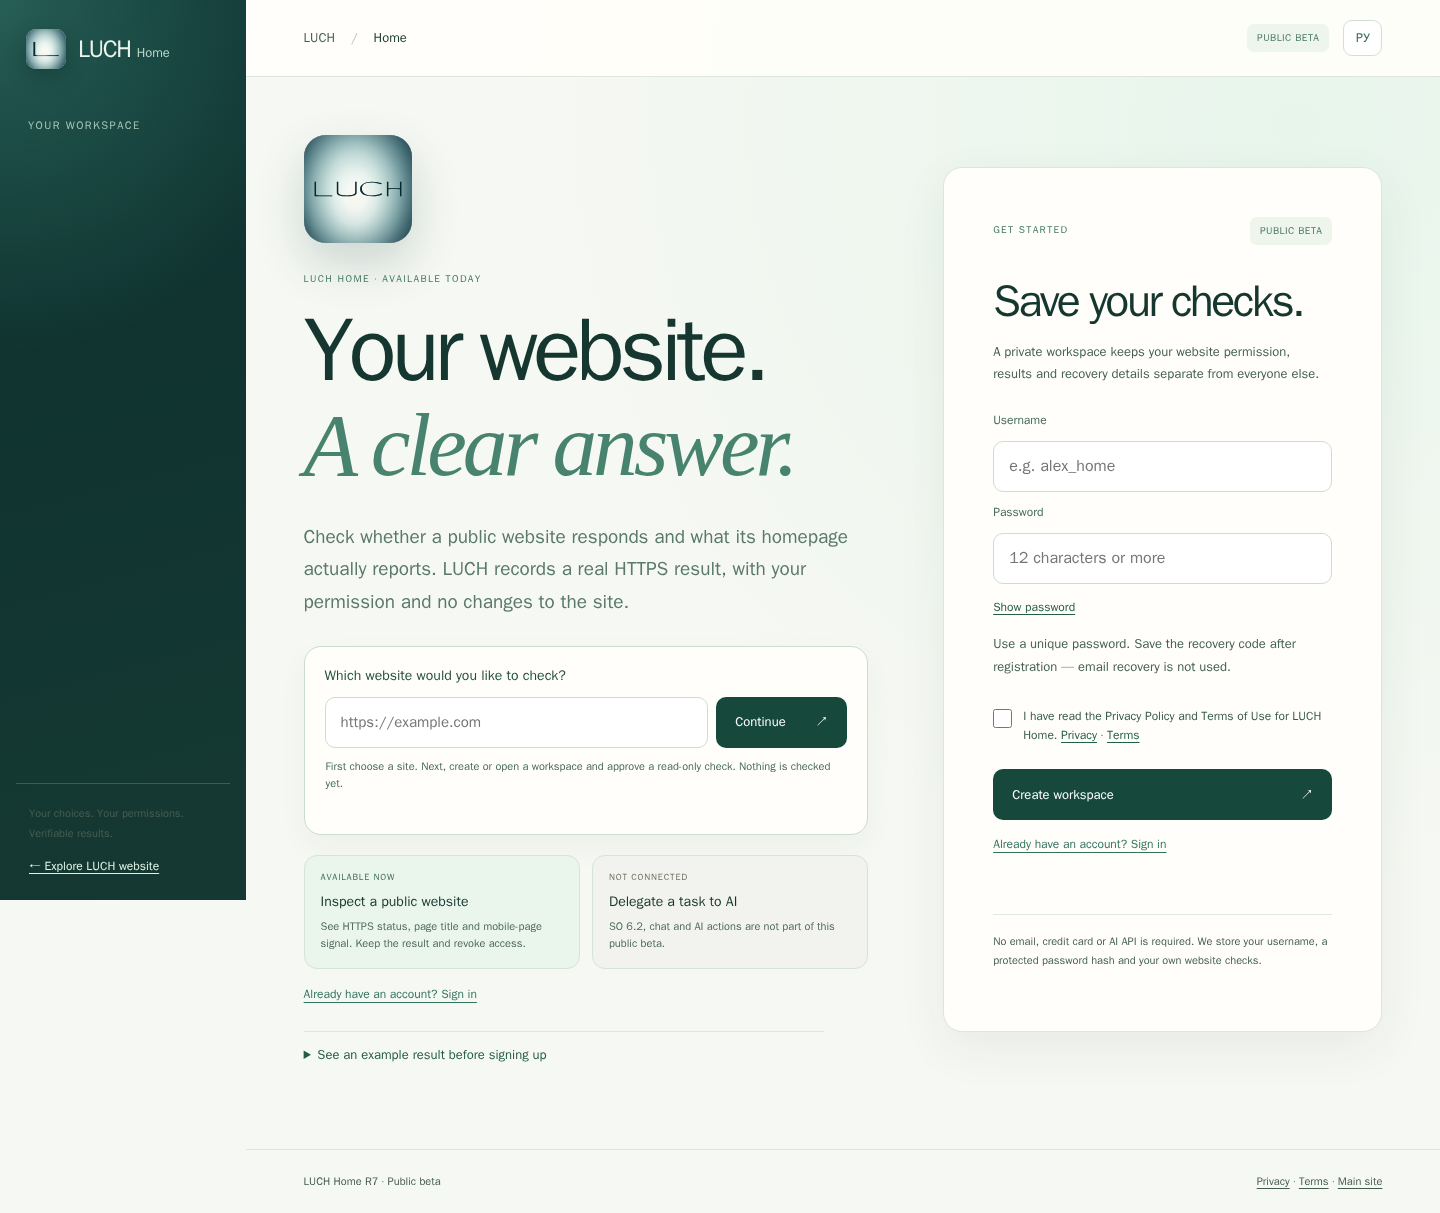 LUCH Home
YOUR WORKSPACE
Your choices. Your permissions.
Verifiable results.
← Explore LUCH website
LUCH / Home
PUBLIC BETA
РУ
LUCH
LUCH HOME · AVAILABLE TODAY
Your website.
A clear answer.
Check whether a public website responds and what its homepage
actually reports. LUCH records a real HTTPS result, with your
permission and no changes to the site.
Which website would you like to check?
https://example.com
Continue ↗
First choose a site. Next, create or open a workspace and approve a read-only check. Nothing is checked
yet.
AVAILABLE NOW
Inspect a public website
See HTTPS status, page title and mobile-page
signal. Keep the result and revoke access.
NOT CONNECTED
Delegate a task to AI
SO 6.2, chat and AI actions are not part of this
public beta.
Already have an account? Sign in
▶ See an example result before signing up
GET STARTED
PUBLIC BETA
Save your checks.
A private workspace keeps your website permission,
results and recovery details separate from everyone else.
Username
e.g. alex_home
Password
12 characters or more
Show password
Use a unique password. Save the recovery code after
registration — email recovery is not used.
I have read the Privacy Policy and Terms of Use for LUCH
Home. Privacy · Terms
Create workspace ↗
Already have an account? Sign in
No email, credit card or AI API is required. We store your username, a
protected password hash and your own website checks.
LUCH Home R7 · Public beta
Privacy · Terms · Main site